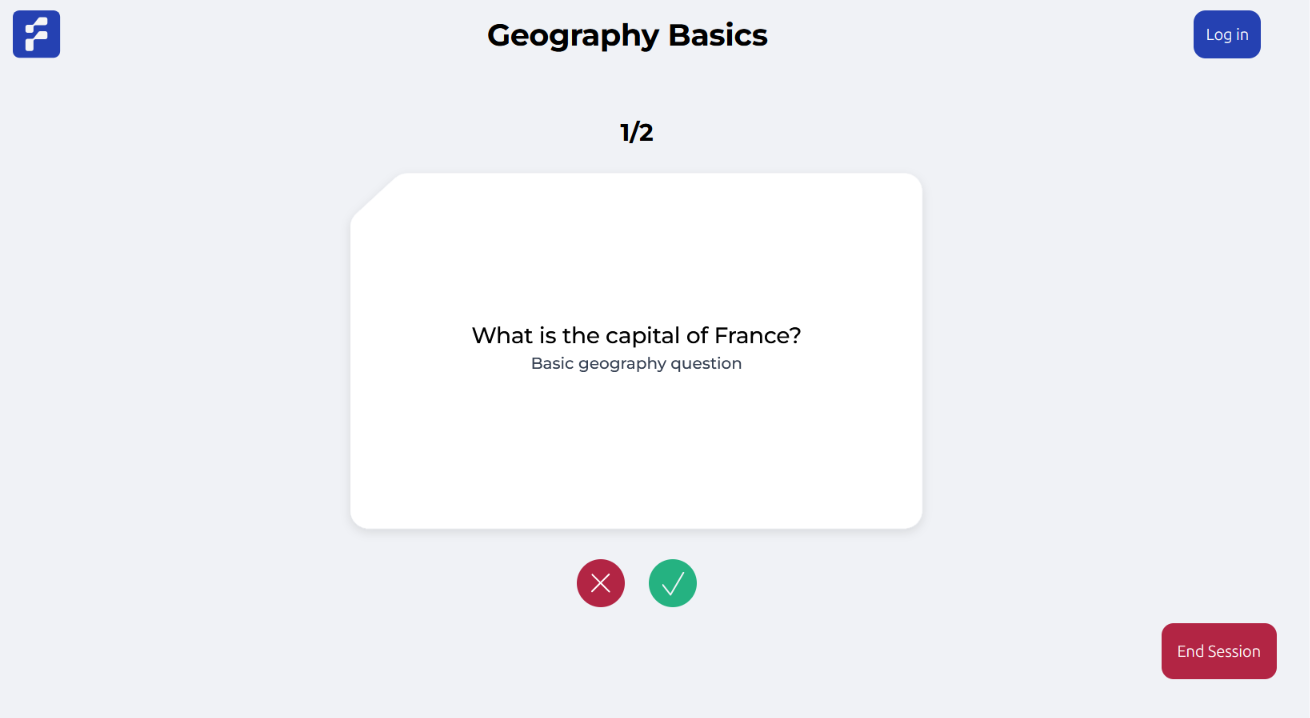 Geography Basics
Log in
1/2
What is the capital of France?
Basic geography question
End Session